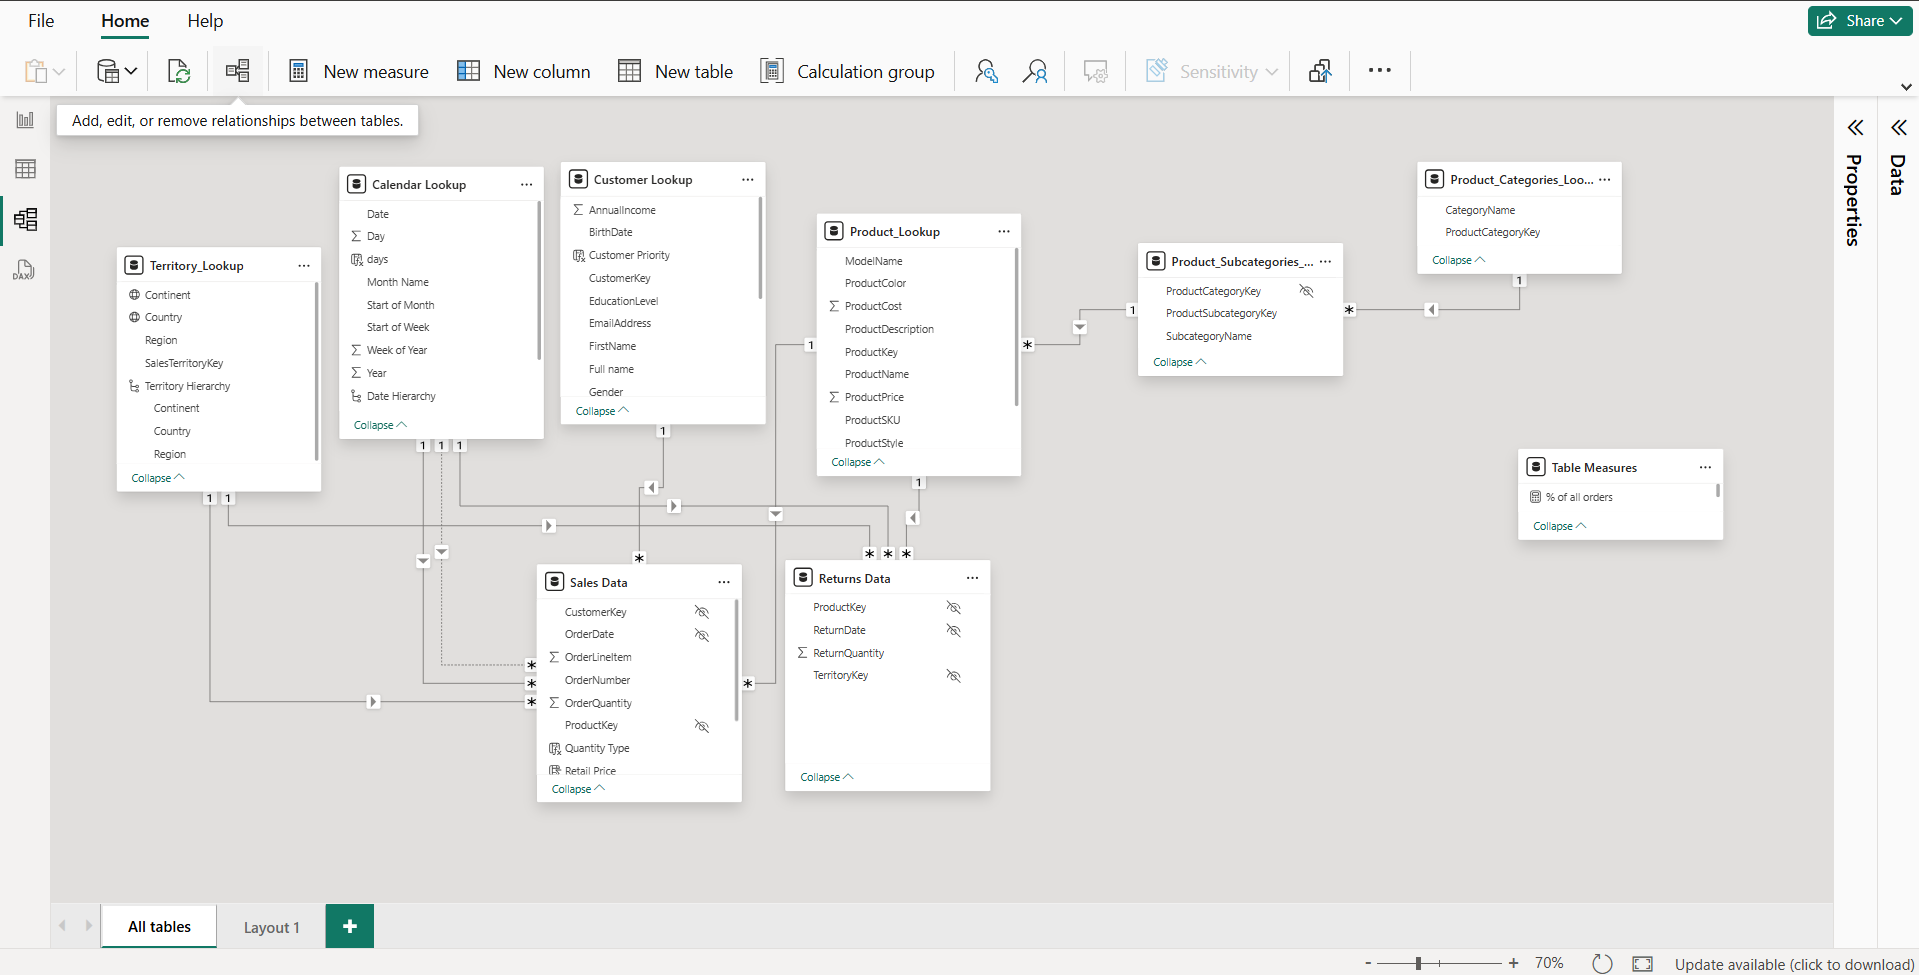 File
Home
Help
Share
New measure
New column
New table
Calculation group
Sensitivity
Add, edit, or remove relationships between tables.
Properties
Data
Territory_Lookup
Continent
Country
Region
SalesTerritoryKey
Territory Hierarchy
Continent
Country
Region
Collapse
1
1
Calendar Lookup
Date
Day
days
Month Name
Start of Month
Start of Week
Week of Year
Year
Date Hierarchy
Collapse
1
1
1
Customer Lookup
AnnualIncome
BirthDate
Customer Priority
CustomerKey
EducationLevel
EmailAddress
FirstName
Full name
Gender
Collapse
1
Product_Lookup
ModelName
ProductColor
ProductCost
ProductDescription
ProductKey
ProductName
ProductPrice
ProductSKU
ProductStyle
Collapse
1
1
*
Product_Subcategories_...
ProductCategoryKey
ProductSubcategoryKey
SubcategoryName
Collapse
1
*
Product_Categories_Loo...
CategoryName
ProductCategoryKey
Collapse
1
Table Measures
% of all orders
Collapse
Sales Data
CustomerKey
OrderDate
OrderLineItem
OrderNumber
OrderQuantity
ProductKey
Quantity Type
Retail Price
Collapse
*
*
*
*
*
Returns Data
ProductKey
ReturnDate
ReturnQuantity
TerritoryKey
Collapse
*
*
*
DAX
All tables
Layout 1
+
- + 70%
Update available (click to download)